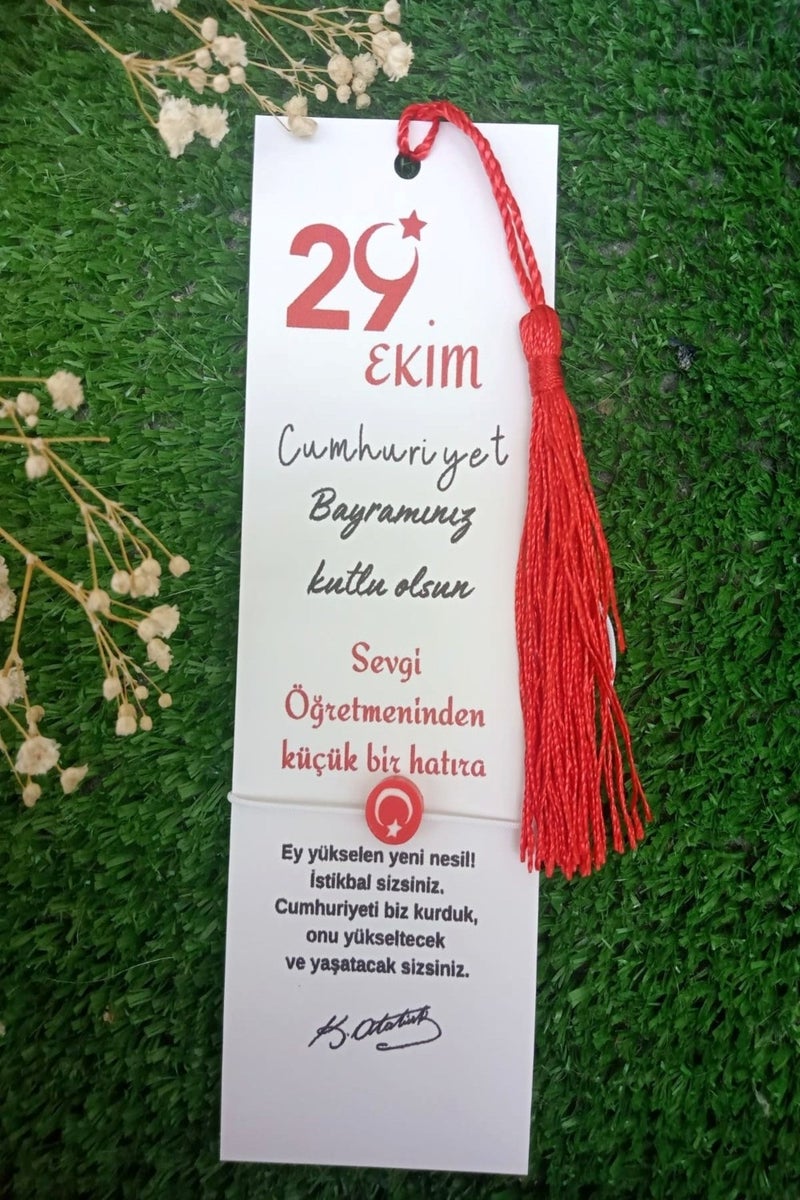 29
EKİM
Cumhuriyet
Bayramınız
kutlu olsun
Sevgi
Öğretmeninden
küçük bir hatıra
Ey yükselen yeni nesil!
İstikbal sizsiniz.
Cumhuriyeti biz kurduk,
onu yükseltecek
ve yaşatacak sizsiniz.
K. Atatürk